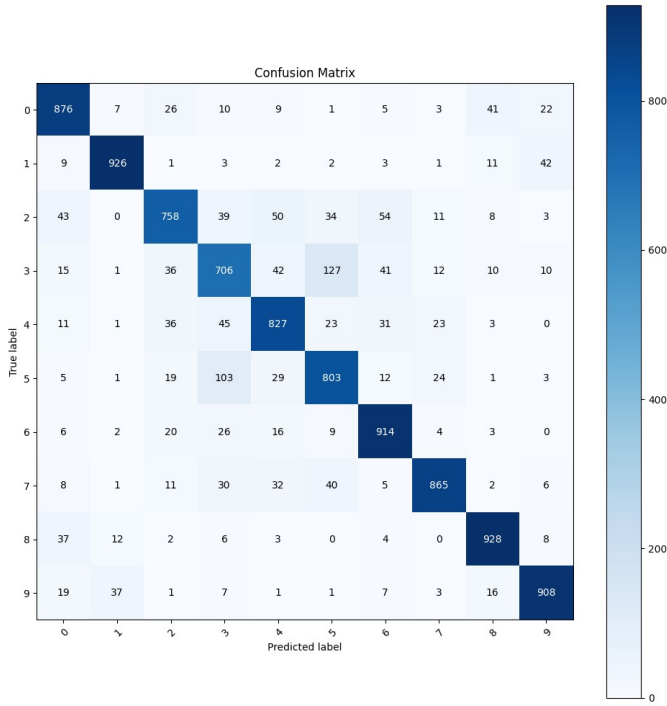 Confusion Matrix
0 876 7 26 10 9 1 5 3 41 22
1 9 926 1 3 2 2 3 1 11 42
2 43 0 758 39 50 34 54 11 8 3
3 15 1 36 706 42 127 41 12 10 10
4 11 1 36 45 827 23 31 23 3 0
5 5 1 19 103 29 803 12 24 1 3
6 6 2 20 26 16 9 914 4 3 0
7 8 1 11 30 32 40 5 865 2 6
8 37 12 2 6 3 0 4 0 928 8
9 19 37 1 7 1 1 7 3 16 908
0 1 2 3 4 5 6 7 8 9
True label
Predicted label
800
600
400
200
0